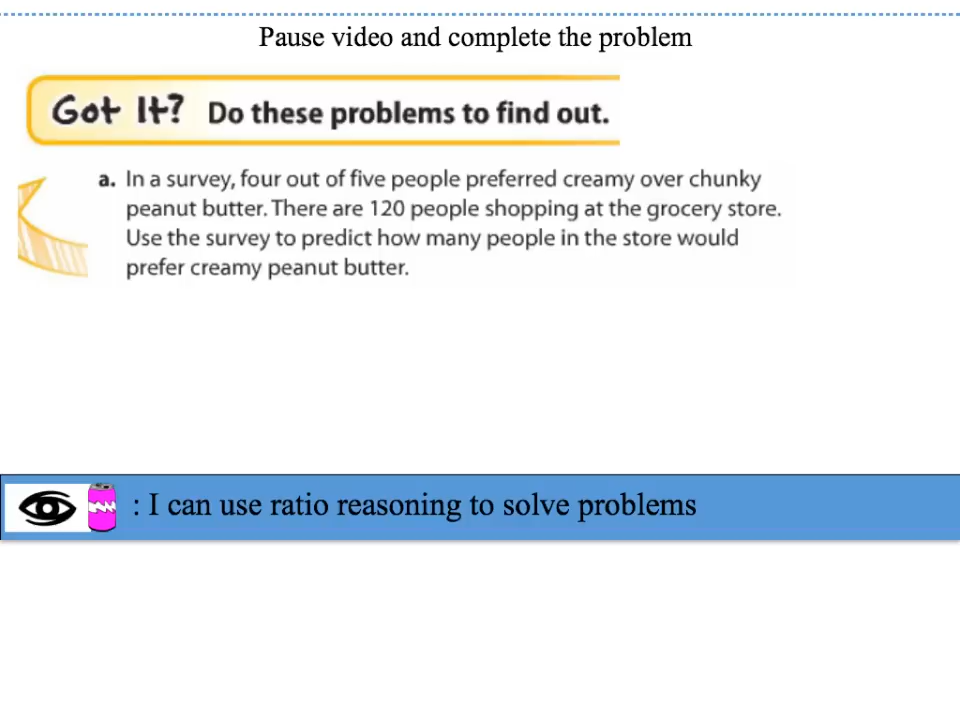 Pause video and complete the problem
Got It? Do these problems to find out.
a. In a survey, four out of five people preferred creamy over chunky
peanut butter. There are 120 people shopping at the grocery store.
Use the survey to predict how many people in the store would
prefer creamy peanut butter.
: I can use ratio reasoning to solve problems